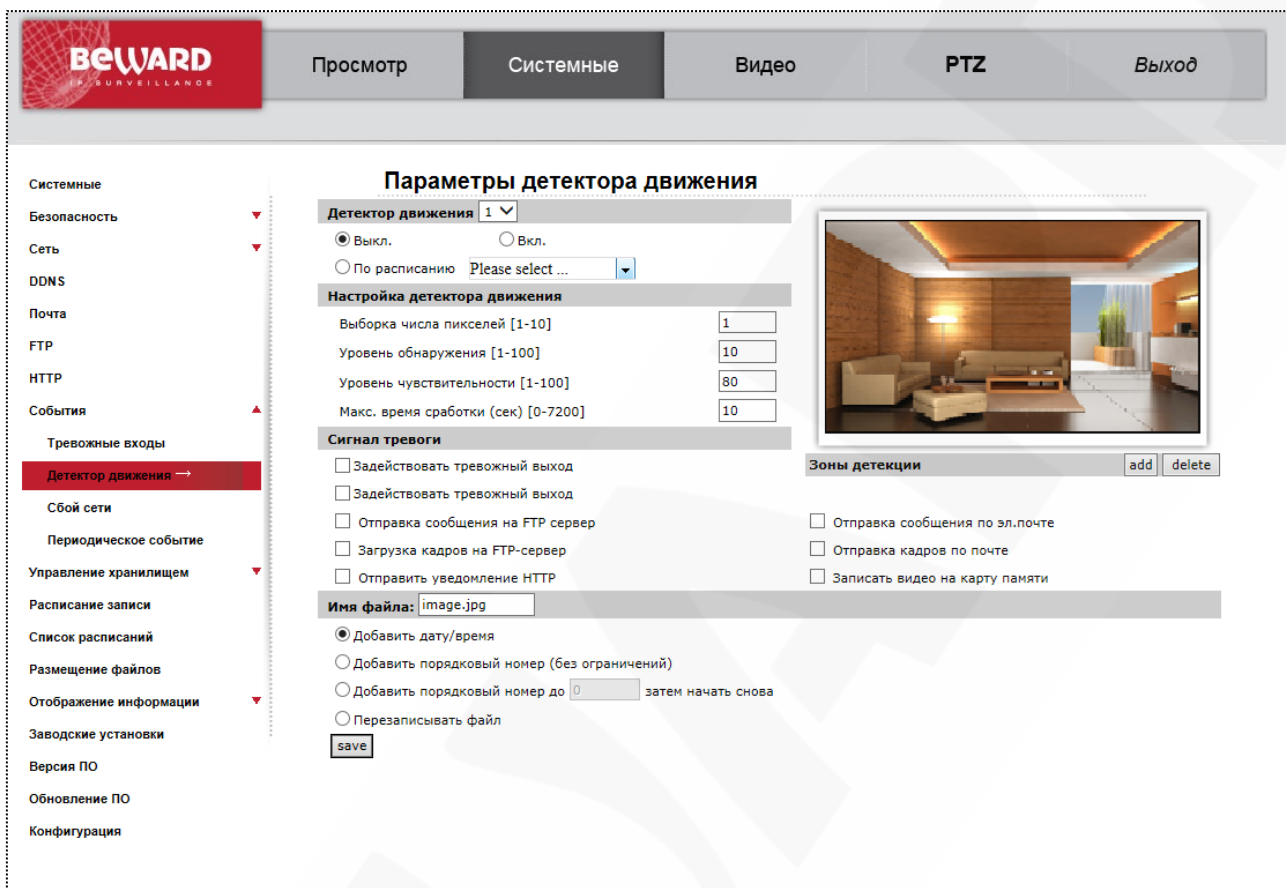 BEWARD
IP SURVEILLANCE
Просмотр
Системные
Видео
PTZ
Выход
Системные
Безопасность
Сеть
DDNS
Почта
FTP
HTTP
События
Тревожные входы
Детектор движения →
Сбой сети
Периодическое событие
Управление хранилищем
Расписание записи
Список расписаний
Размещение файлов
Отображение информации
Заводские установки
Версия ПО
Обновление ПО
Конфигурация
Параметры детектора движения
Детектор движения 1
Выкл. Вкл.
По расписанию Please select ...
Настройка детектора движения
Выборка числа пикселей [1-10] 1
Уровень обнаружения [1-100] 10
Уровень чувствительности [1-100] 80
Макс. время сработки (сек) [0-7200] 10
Сигнал тревоги
Зоны детекции add delete
Задействовать тревожный выход
Задействовать тревожный выход
Отправка сообщения на FTP сервер Отправка сообщения по эл.почте
Загрузка кадров на FTP-сервер Отправка кадров по почте
Отправить уведомление HTTP Записать видео на карту памяти
Имя файла: image.jpg
Добавить дату/время
Добавить порядковый номер (без ограничений)
Добавить порядковый номер до 0 затем начать снова
Перезаписывать файл
save